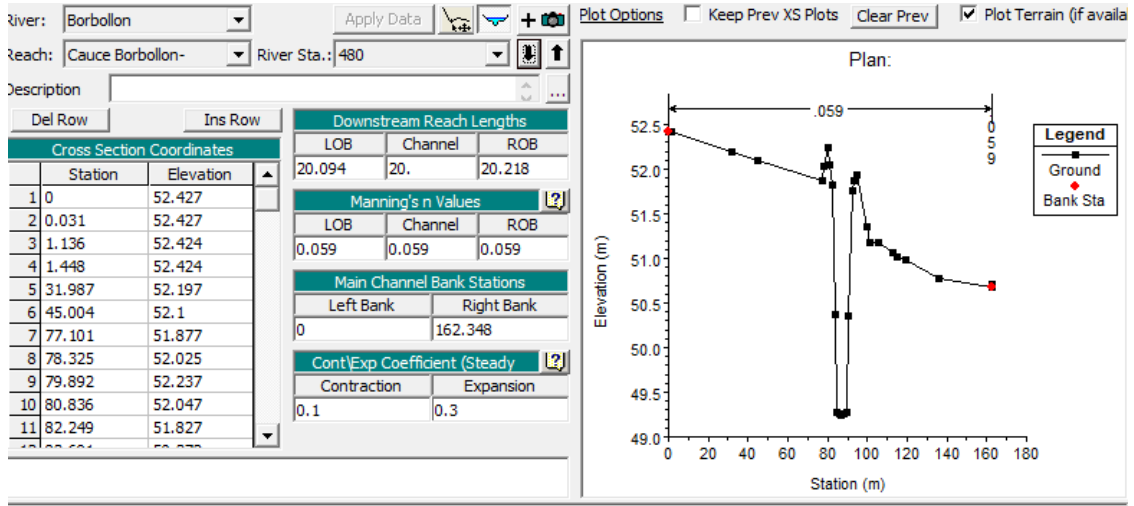 River: Borbollon Apply Data Plot Options Keep Prev XS Plots Clear Prev Plot Terrain (if availa
Reach: Cauce Borbollon- River Sta.: 480
Description ...
Del Row Ins Row
Cross Section Coordinates
Station Elevation
1 0 52.427
2 0.031 52.427
3 1.136 52.424
4 1.448 52.424
5 31.987 52.197
6 45.004 52.1
7 77.101 51.877
8 78.325 52.025
9 79.892 52.237
10 80.836 52.047
11 82.249 51.827
Downstream Reach Lengths
LOB Channel ROB
20.094 20. 20.218
Manning's n Values
LOB Channel ROB
0.059 0.059 0.059
Main Channel Bank Stations
Left Bank Right Bank
0 162.348
Cont\Exp Coefficient (Steady
Contraction Expansion
0.1 0.3
Plan:
.059
.059
Legend
Ground
Bank Sta
52.5
52.0
51.5
51.0
50.5
50.0
49.5
49.0
Elevation (m)
0 20 40 60 80 100 120 140 160 180
Station (m)